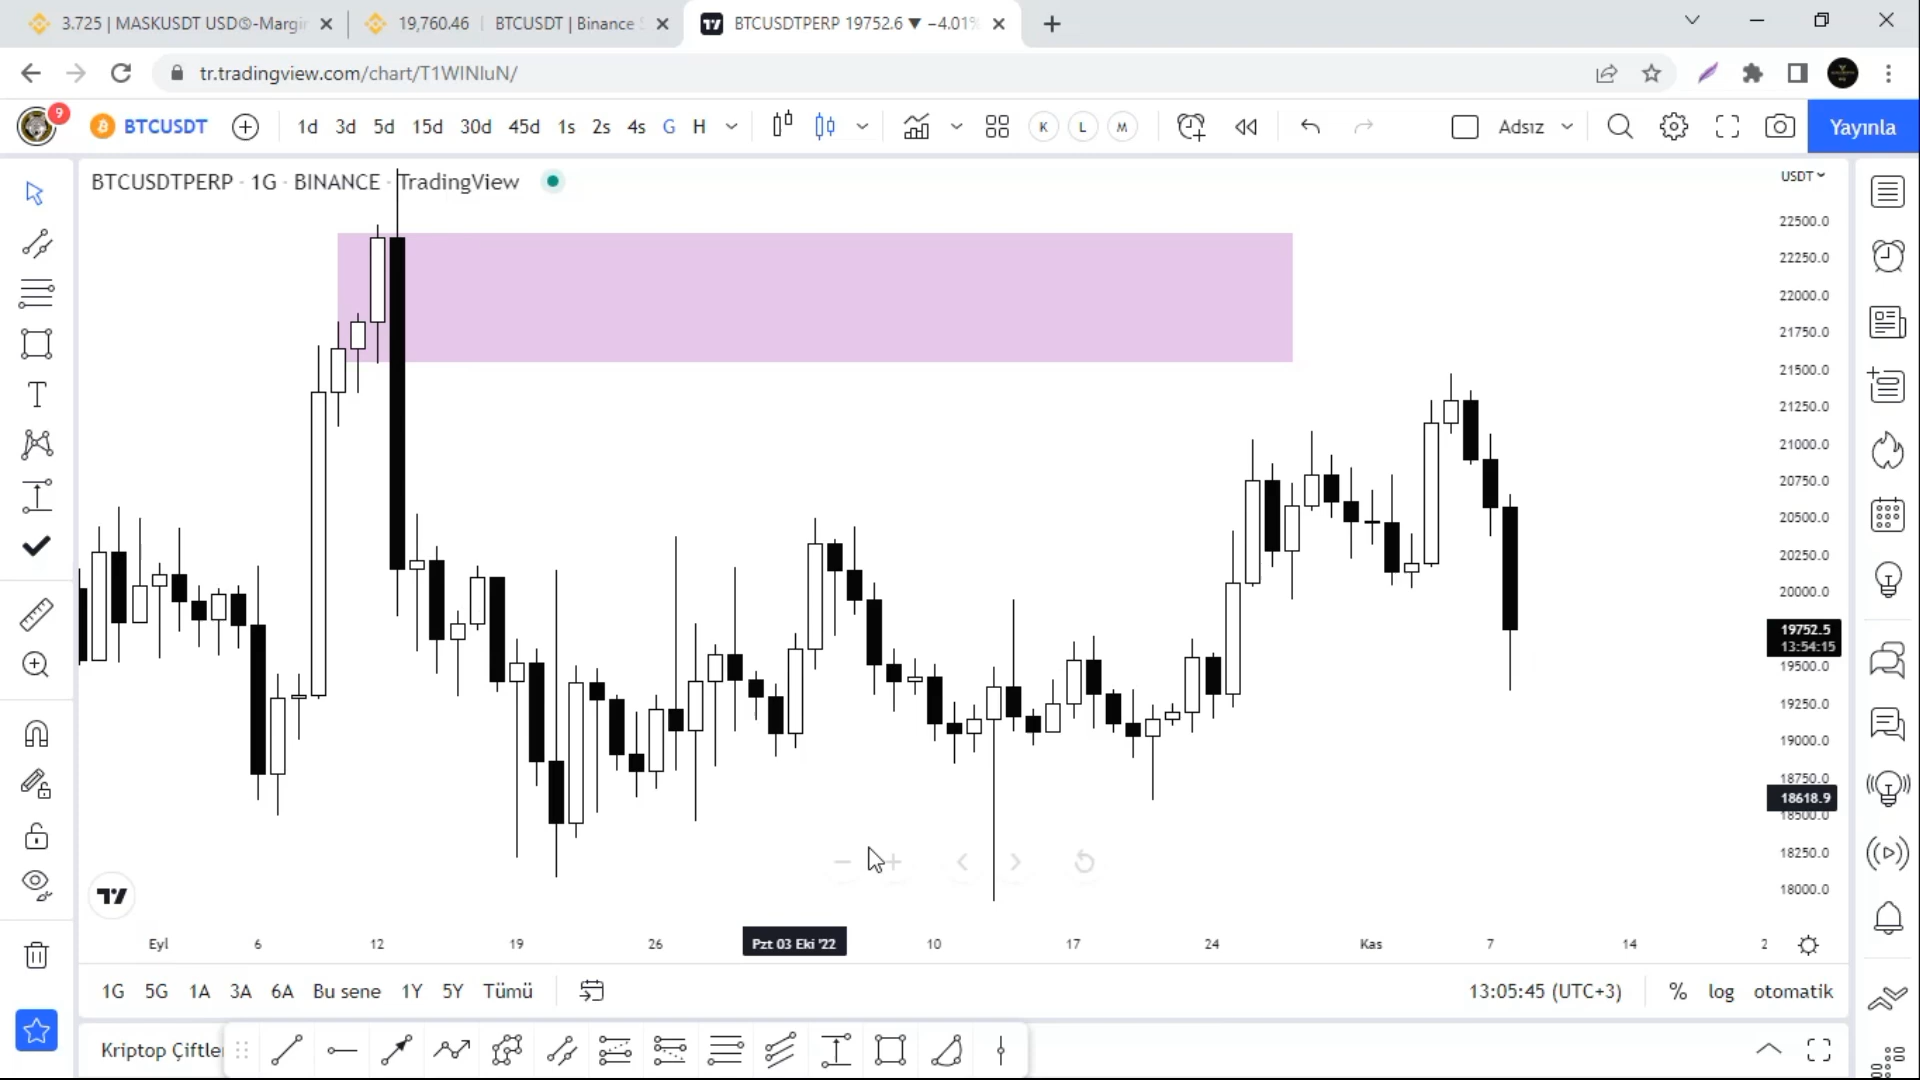 3.725 | MASKUSDT USD®-Margin
19,760.46 | BTCUSDT | Binance S
BTCUSDTPERP 19752.6 ▼ −4.01%
tr.tradingview.com/chart/T1WINIuN/
9
BTCUSDT
1d 3d 5d 15d 30d 45d 1s 2s 4s G H
K L M
Adsız
Yayınla
BTCUSDTPERP · 1G · BINANCE · TradingView
USDT
22500.0
22250.0
22000.0
21750.0
21500.0
21250.0
21000.0
20750.0
20500.0
20250.0
20000.0
19752.5
13:54:15
19500.0
19250.0
19000.0
18750.0
18618.9
18500.0
18250.0
18000.0
Eyl 6 12 19 26 Pzt 03 Eki '22 10 17 24 Kas 7 14 2
1G 5G 1A 3A 6A Bu sene 1Y 5Y Tümü
13:05:45 (UTC+3) % log otomatik
Kriptop Çiftle